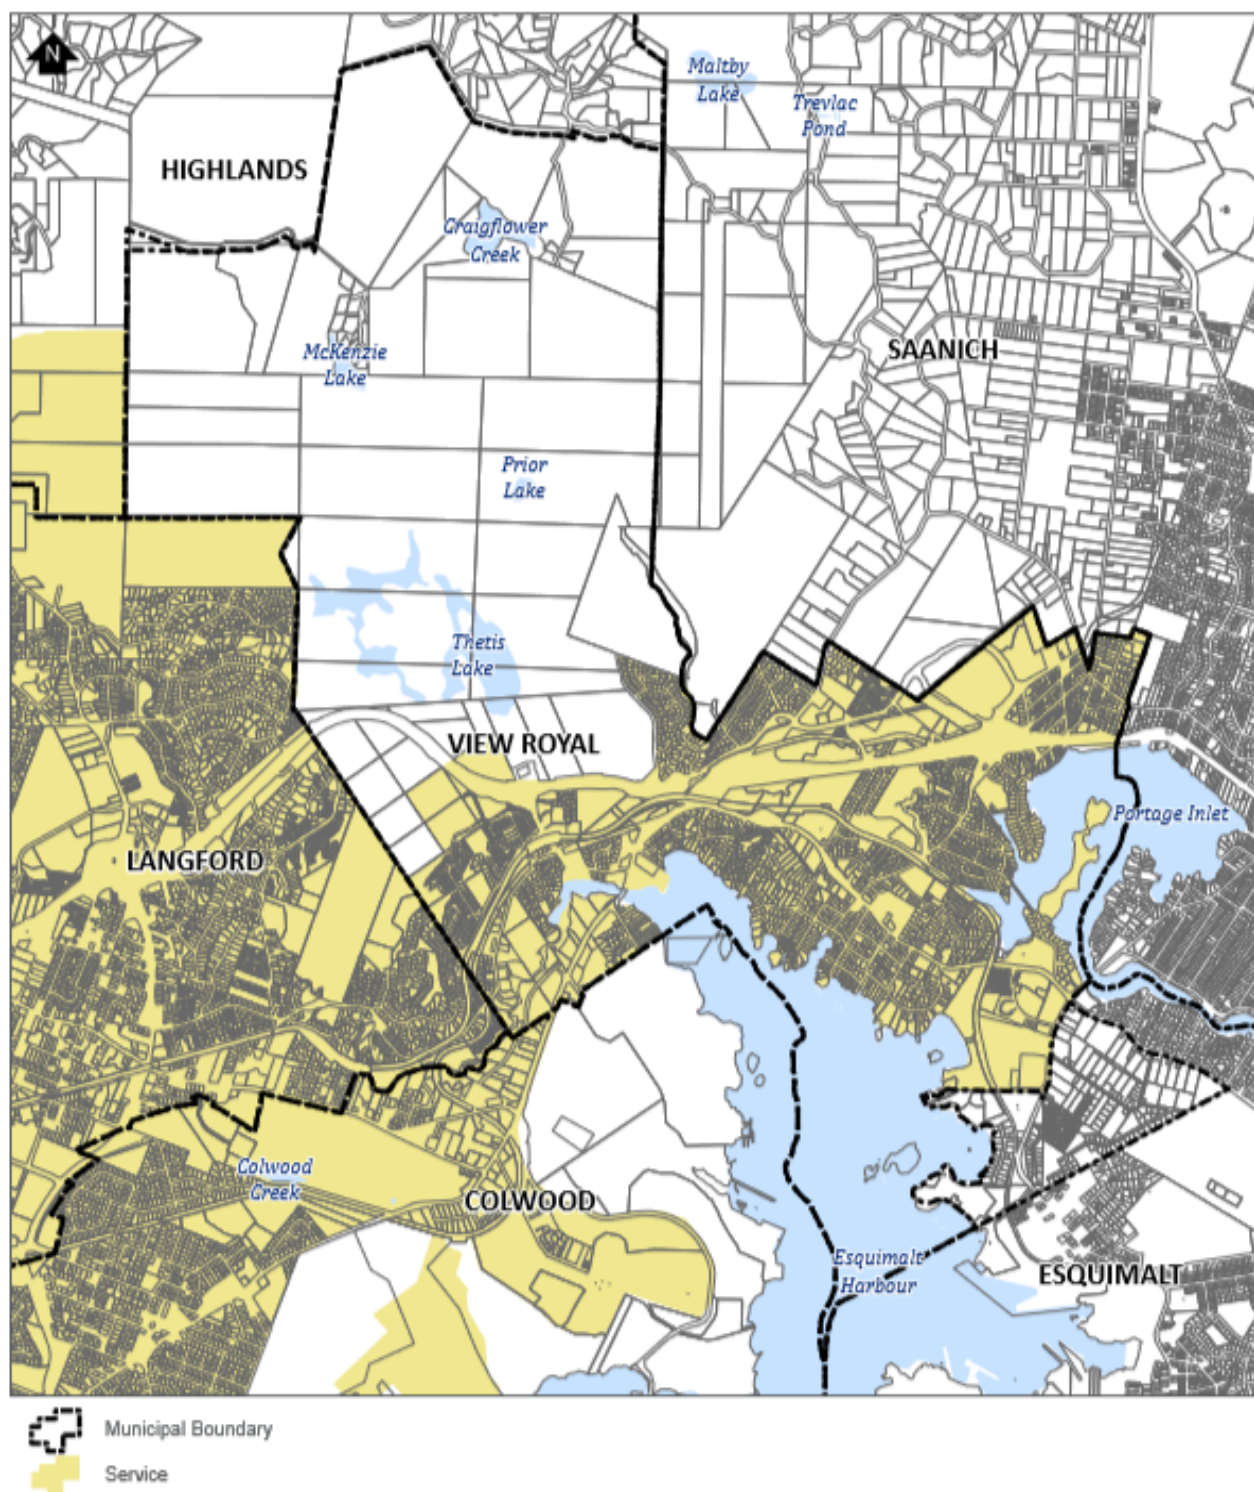 N
Maltby
Lake
Trevlac
Pond
HIGHLANDS
Craigflower
Creek
SAANICH
McKenzie
Lake
Prior
Lake
Thetis
Lake
VIEW ROYAL
Portage Inlet
LANGFORD
Colwood
Creek
COLWOOD
Esquimalt
Harbour
ESQUIMALT
Municipal Boundary
Service